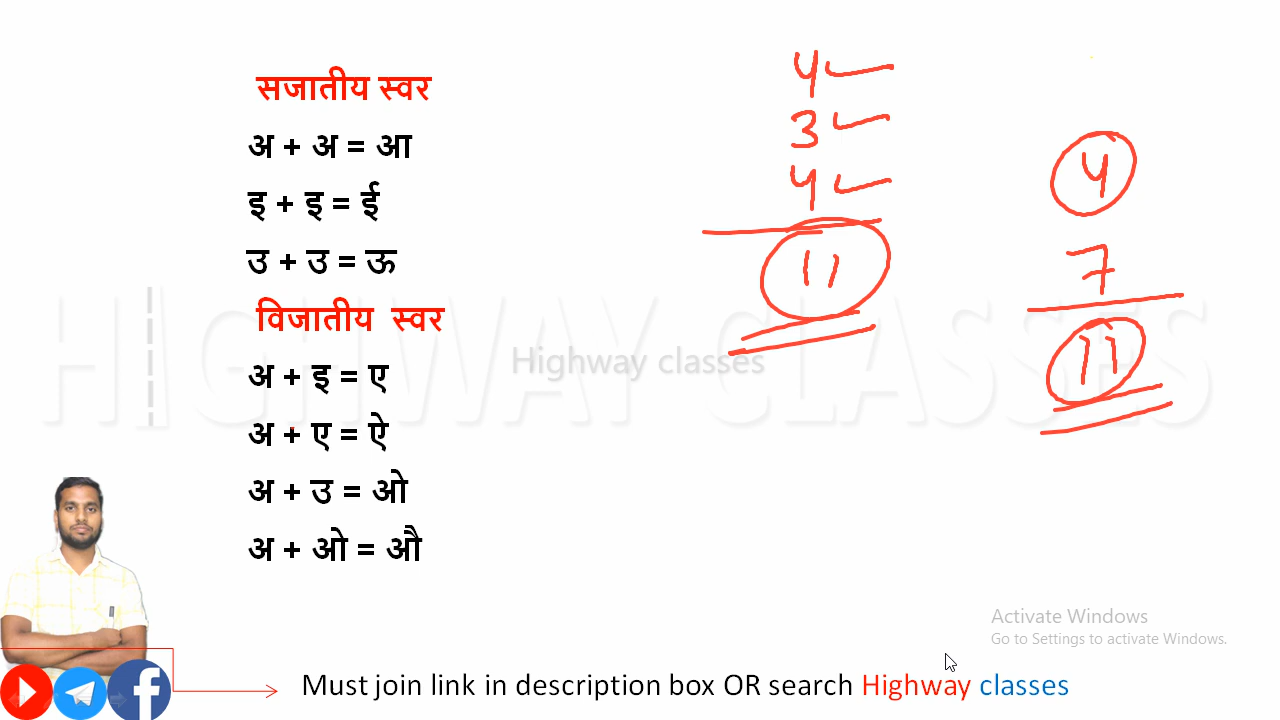 सजातीय स्वर
अ + अ = आ
इ + इ = ई
उ + उ = ऊ
विजातीय स्वर
अ + इ = ए
अ + ए = ऐ
अ + उ = ओ
अ + ओ = औ
4
3
4
11
4
7
11
HIGHWAY CLASSES
Highway classes
Activate Windows
Go to Settings to activate Windows.
Must join link in description box OR search Highway classes